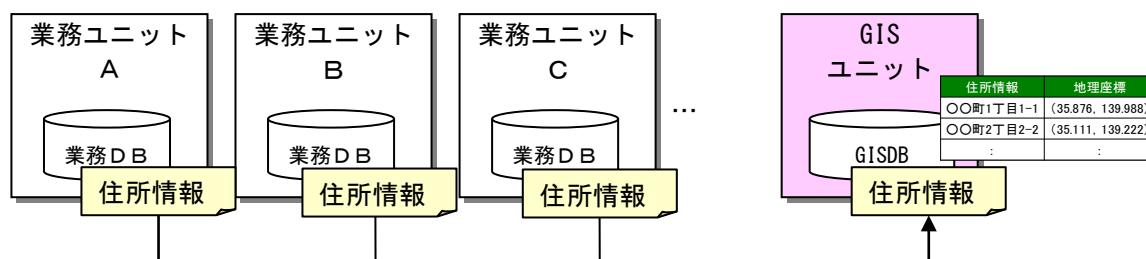 業務ユニット
A
業務DB
住所情報
業務ユニット
B
業務DB
住所情報
業務ユニット
C
業務DB
住所情報
…
GIS
ユニット
GISDB
住所情報
住所情報 地理座標
〇〇町1丁目1-1 (35.876, 139.988)
〇〇町2丁目2-2 (35.111, 139.222)
: :